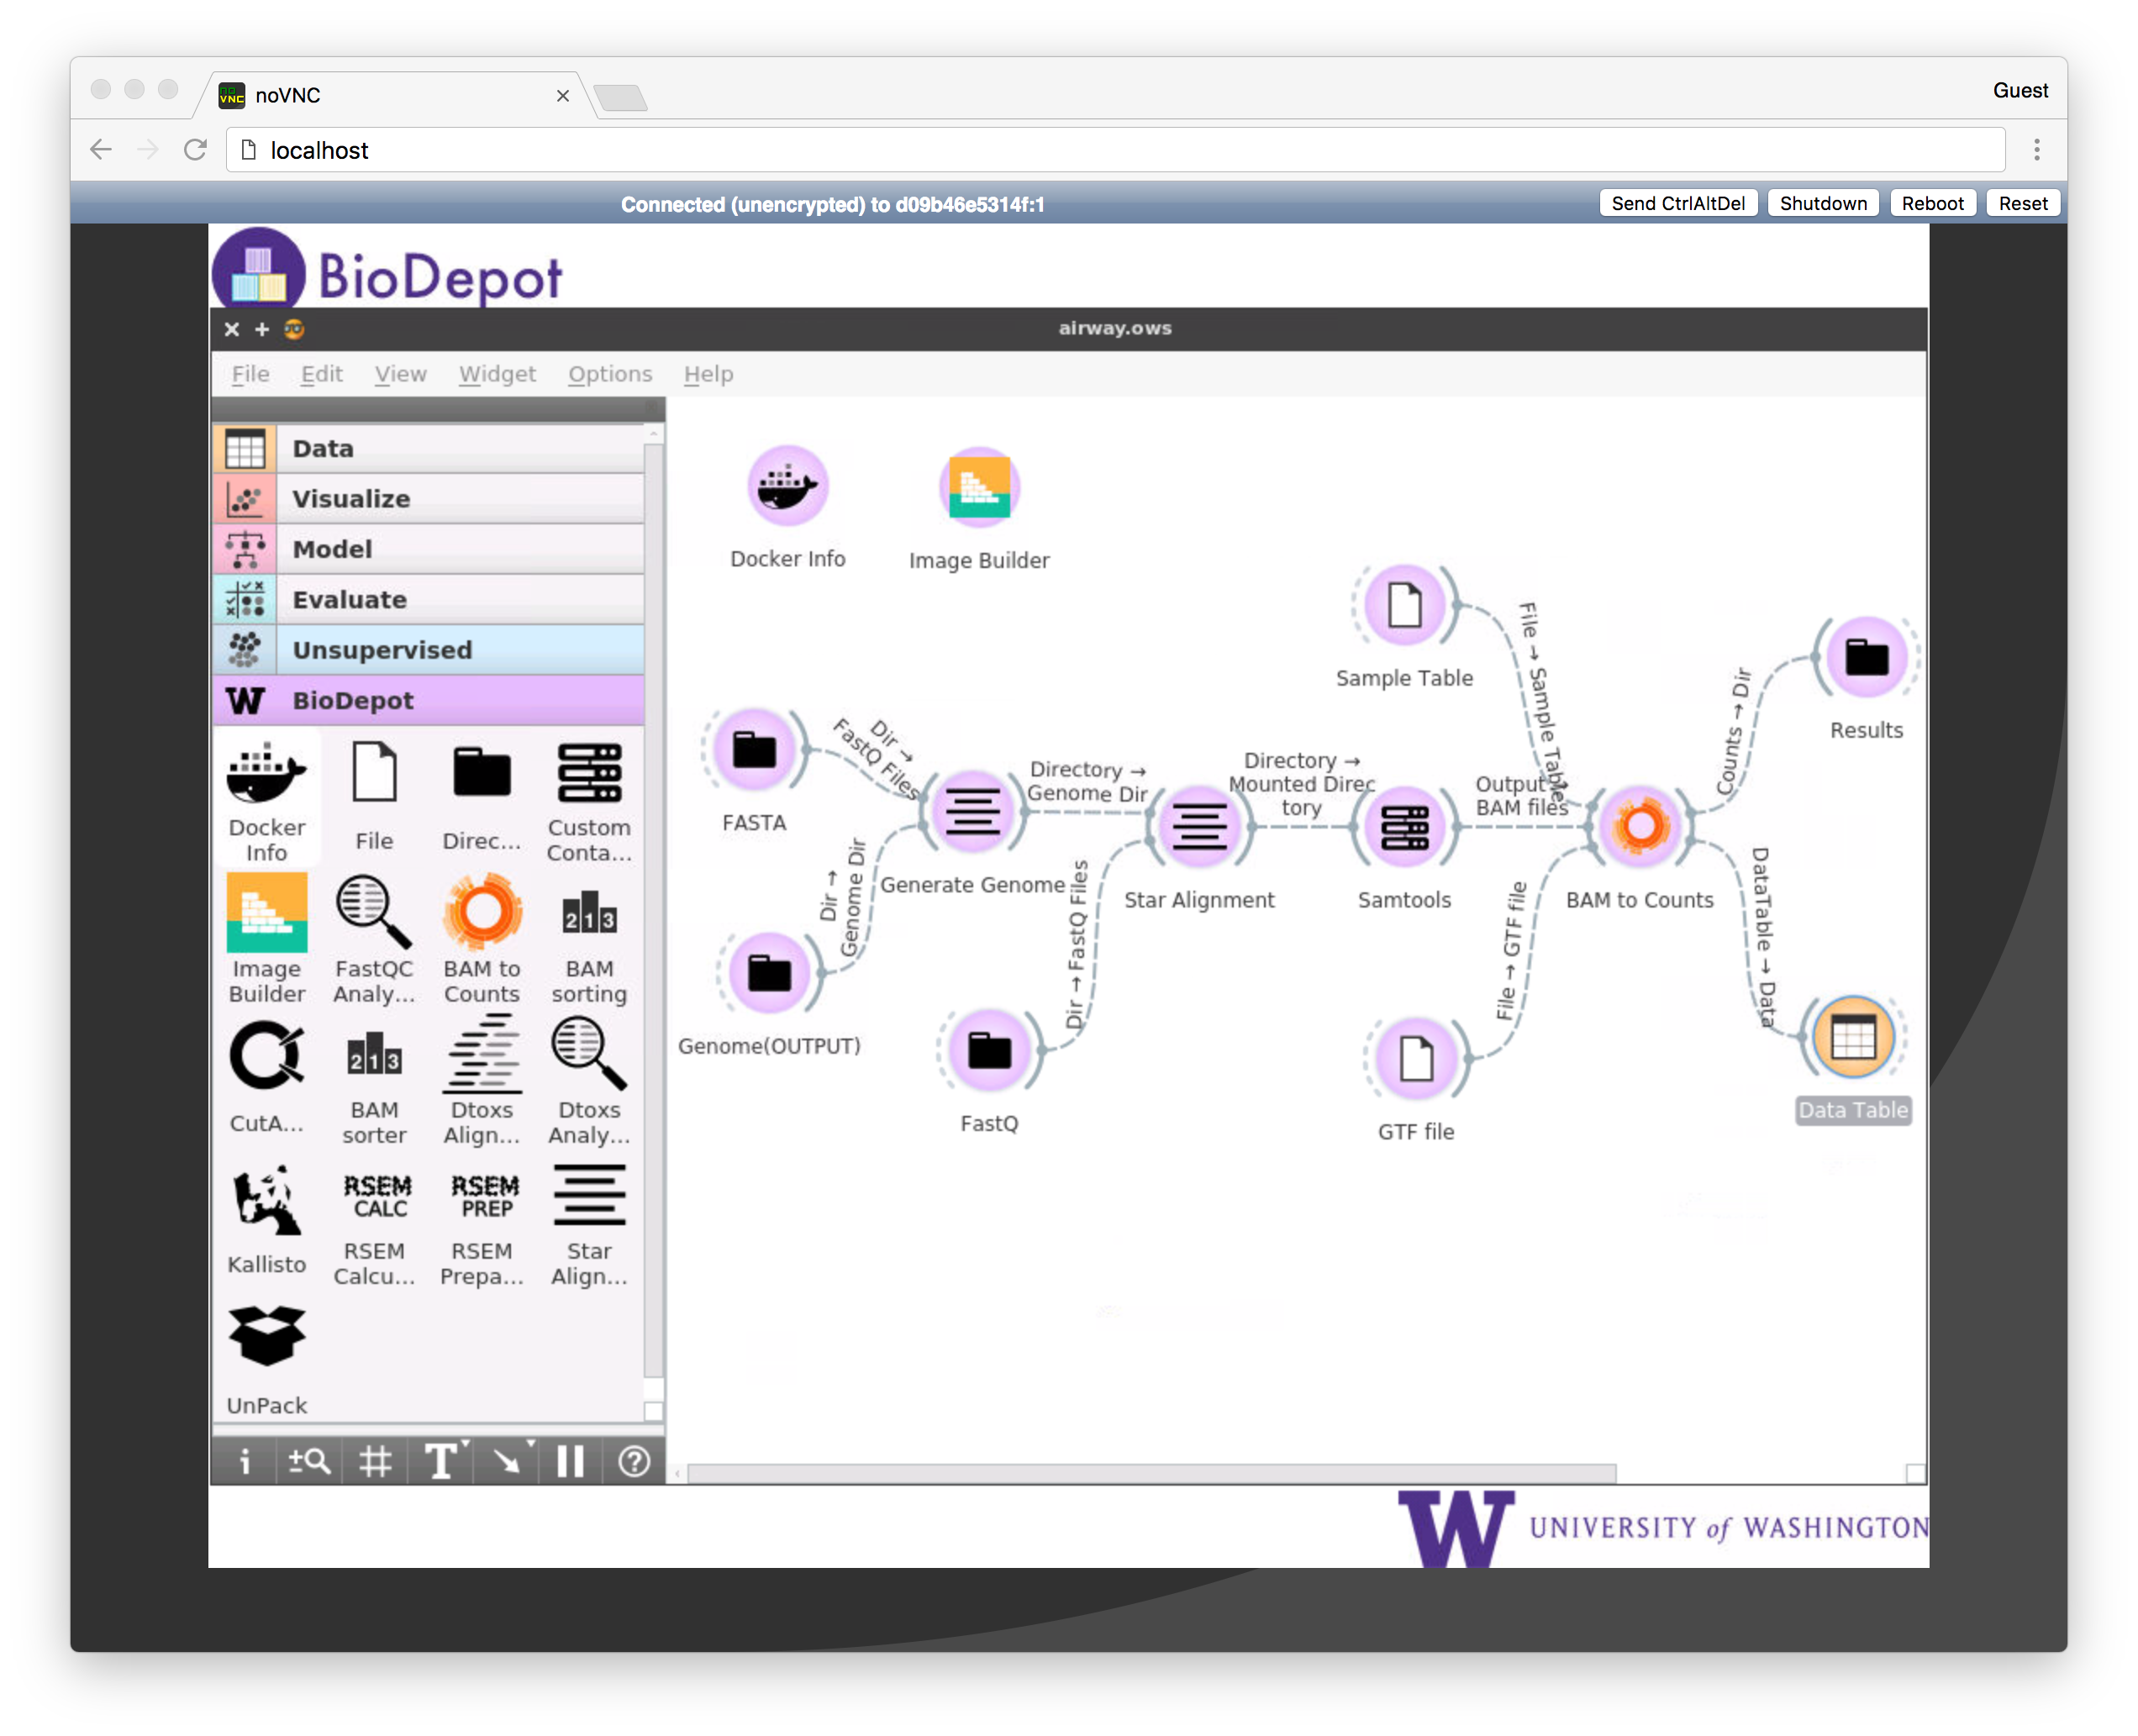 noVNC
Guest
localhost
Connected (unencrypted) to d09b46e5314f:1
Send CtrlAltDel
Shutdown
Reboot
Reset
BioDepot
airway.ows
File Edit View Widget Options Help
Data
Visualize
Model
Evaluate
Unsupervised
W BioDepot
Docker
Info
File
Direc...
Custom
Conta...
Image
Builder
FastQC
Analy...
BAM to
Counts
213
BAM
sorting
CutA...
213
BAM
sorter
Dtoxs
Align...
Dtoxs
Analy...
Kallisto
RSEM
CALC
RSEM
Calcu...
RSEM
PREP
RSEM
Prepa...
Star
Align...
UnPack
Docker Info
Image Builder
Sample Table
File → Sample Table
Counts → Dir
Results
FASTA
Dir →
FastQ Files
Directory →
Genome Dir
Directory →
Mounted Direc
tory
Output
BAM files
Dir →
Genome Dir
Generate Genome
Dir → FastQ Files
Star Alignment
Samtools
BAM to Counts
File → GTF file
DataTable → Data
Genome(OUTPUT)
FastQ
GTF file
Data Table
W UNIVERSITY of WASHINGTON